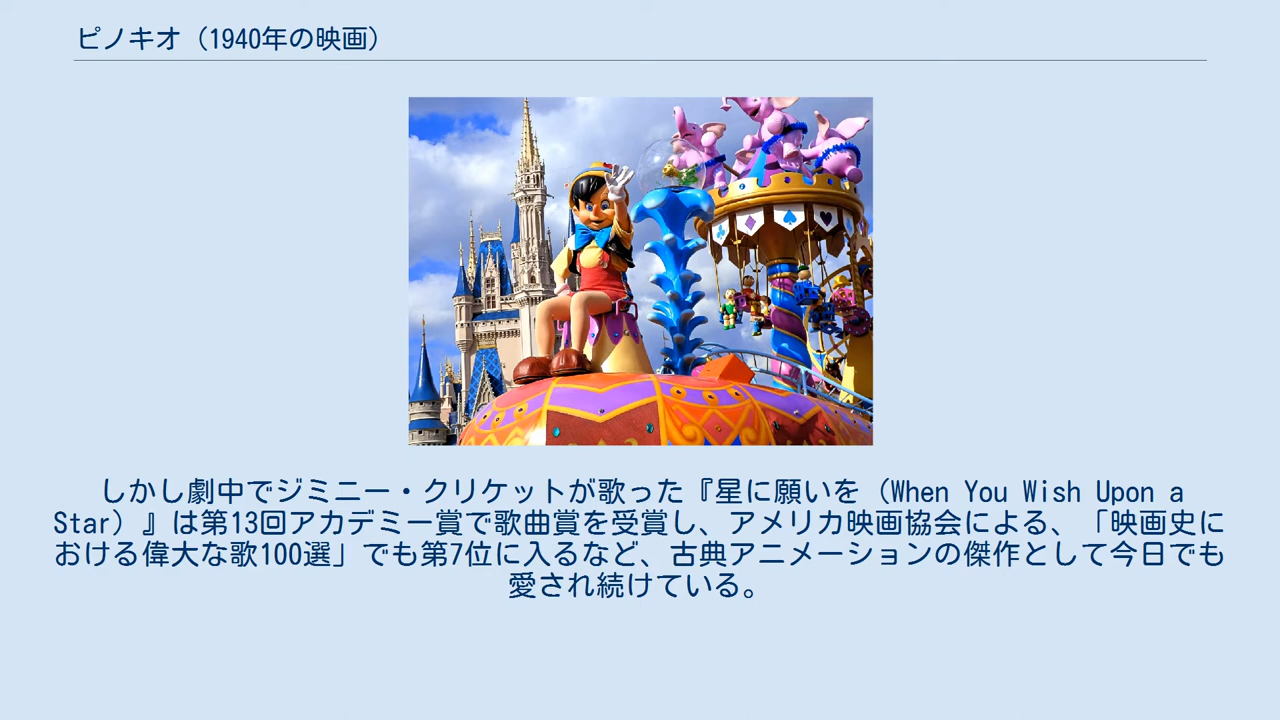 ピノキオ（1940年の映画）
しかし劇中でジミニー・クリケットが歌った『星に願いを（When You Wish Upon a
Star）』は第13回アカデミー賞で歌曲賞を受賞し、アメリカ映画協会による、「映画史に
おける偉大な歌100選」でも第7位に入るなど、古典アニメーションの傑作として今日でも
愛され続けている。